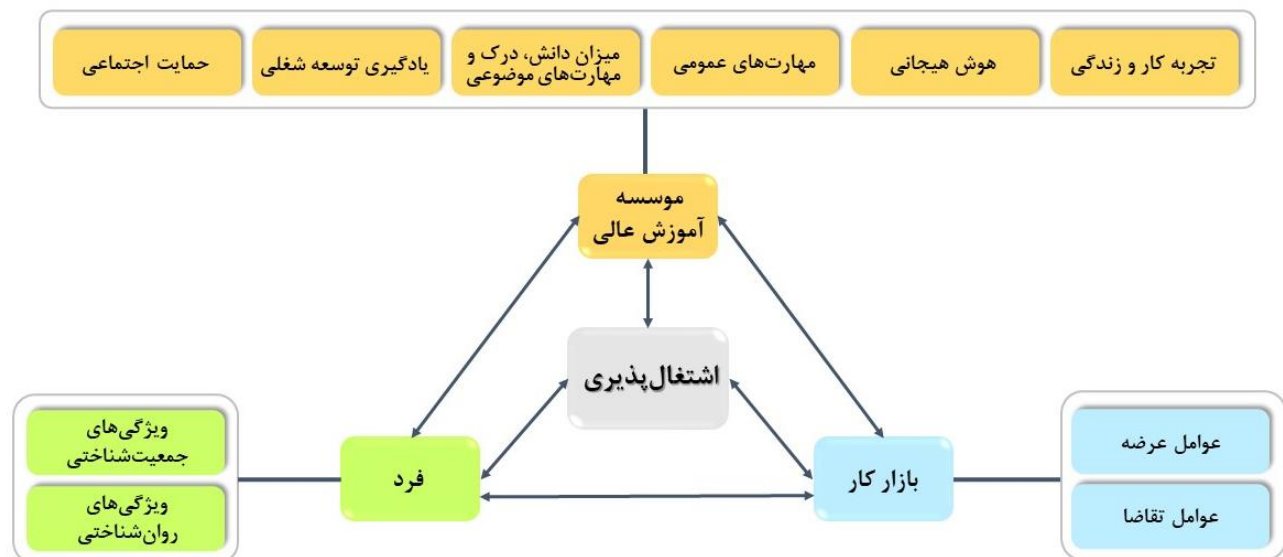 تجربه کار و زندگی
هوش هیجانی
مهارت‌های عمومی
میزان دانش، درک و
مهارت‌های موضوعی
یادگیری توسعه شغلی
حمایت اجتماعی
موسسه
آموزش عالی
اشتغال‌پذیری
عوامل عرضه
عوامل تقاضا
بازار کار
فرد
ویژگی‌های
جمعیت‌شناختی
ویژگی‌های
روان‌شناختی